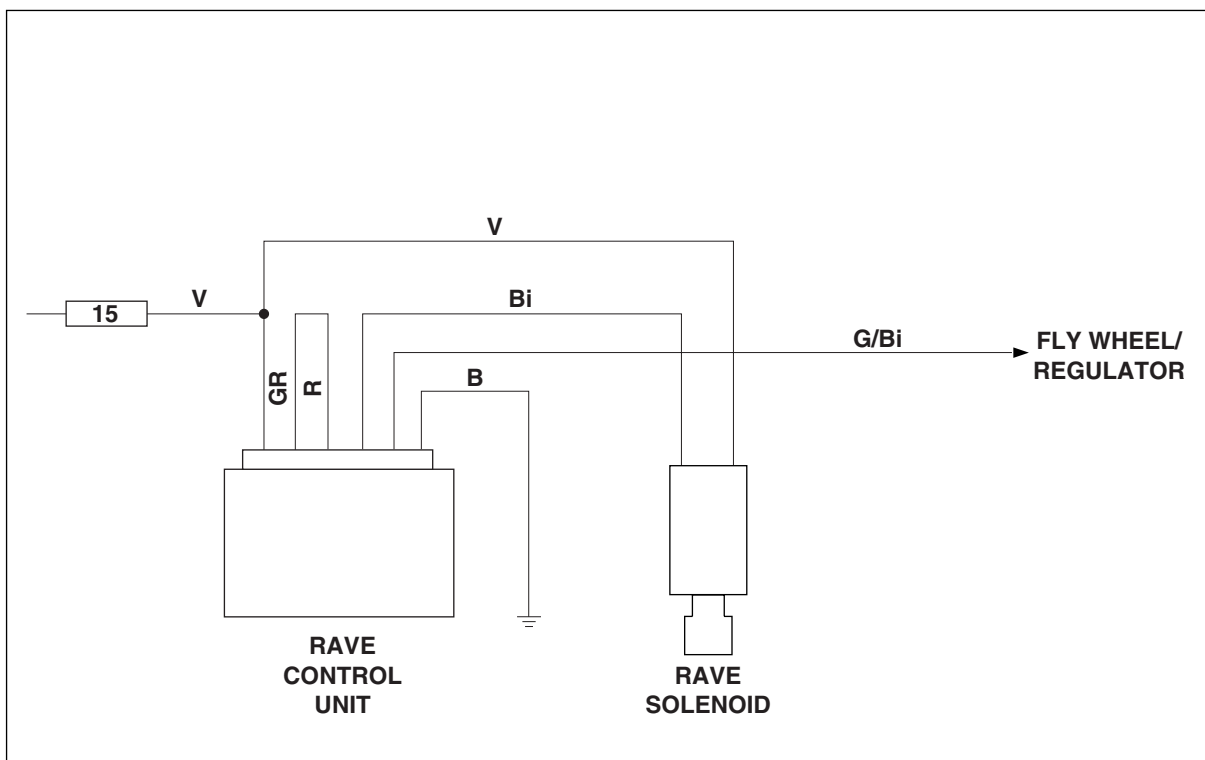 V
15
V
Bi
G/Bi
FLY WHEEL/
REGULATOR
GR
R
B
RAVE
CONTROL
UNIT
RAVE
SOLENOID